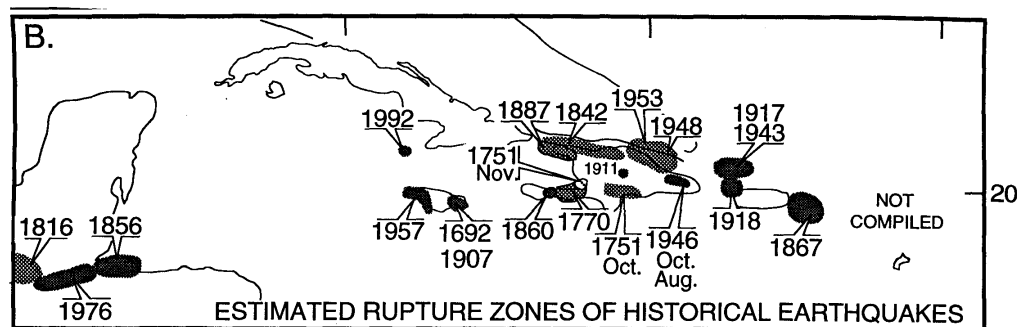 B.
1887 1842 1953
1917
1943
1992
1948
1751
Nov.
1911
20
NOT
COMPILED
1816 1856
1957
1692
1907
1860
1770
1751
Oct.
1946
Oct.
Aug.
1918
1867
1976
ESTIMATED RUPTURE ZONES OF HISTORICAL EARTHQUAKES